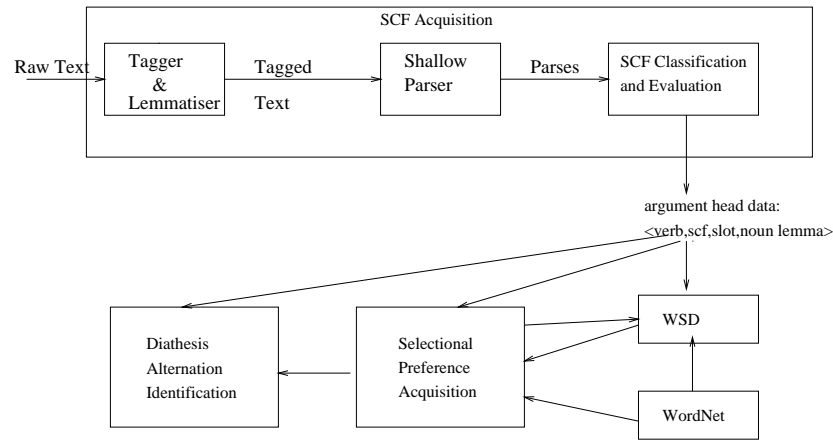 SCF Acquisition
Raw Text
Tagger
&
Lemmatiser
Tagged
Text
Shallow
Parser
Parses
SCF Classification
and Evaluation
argument head data:
<verb,scf,slot,noun lemma>
Diathesis
Alternation
Identification
Selectional
Preference
Acquisition
WSD
WordNet